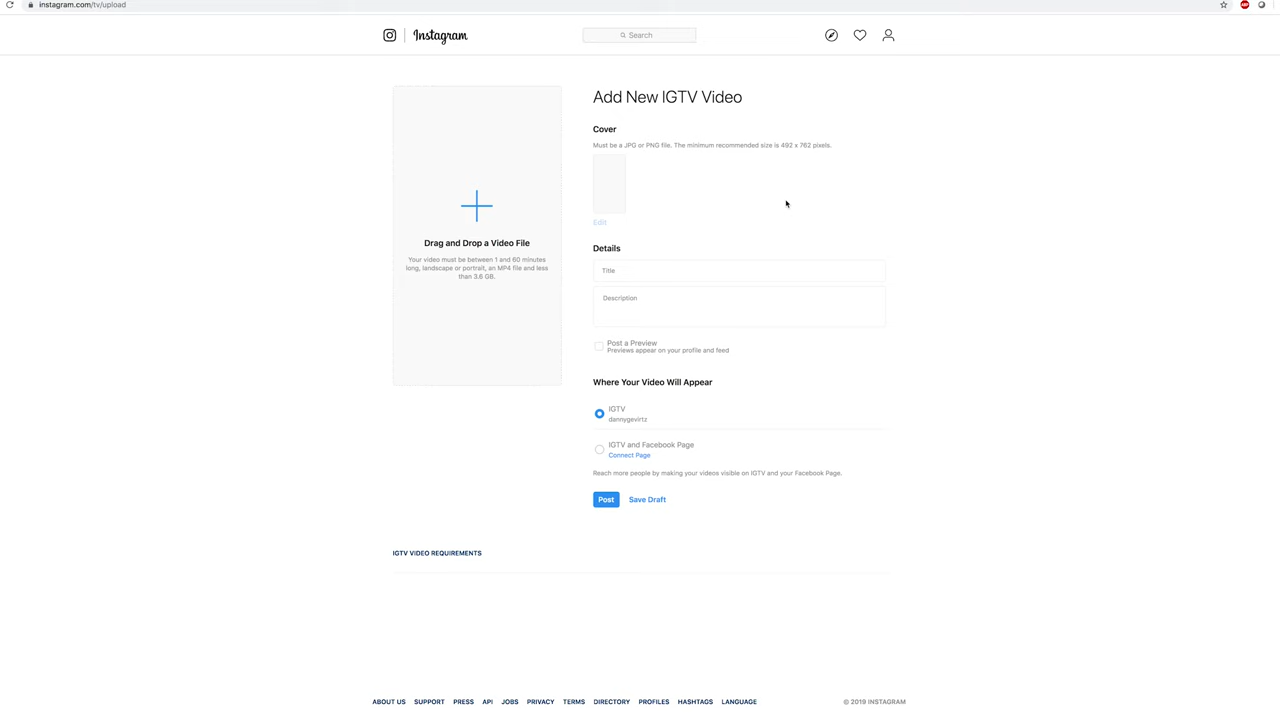 instagram.com/tv/upload
ABP
Instagram
Search
Add New IGTV Video
Cover
Must be a JPG or PNG file. The minimum recommended size is 492 x 762 pixels.
Edit
Drag and Drop a Video File
Your video must be between 1 and 60 minutes
long, landscape or portrait, an MP4 file and less
than 3.6 GB.
Details
Title
Description
Post a Preview
Previews appear on your profile and feed
Where Your Video Will Appear
IGTV
dannygevirtz
IGTV and Facebook Page
Connect Page
Reach more people by making your videos visible on IGTV and your Facebook Page.
Post Save Draft
IGTV VIDEO REQUIREMENTS
ABOUT US SUPPORT PRESS API JOBS PRIVACY TERMS DIRECTORY PROFILES HASHTAGS LANGUAGE © 2019 INSTAGRAM